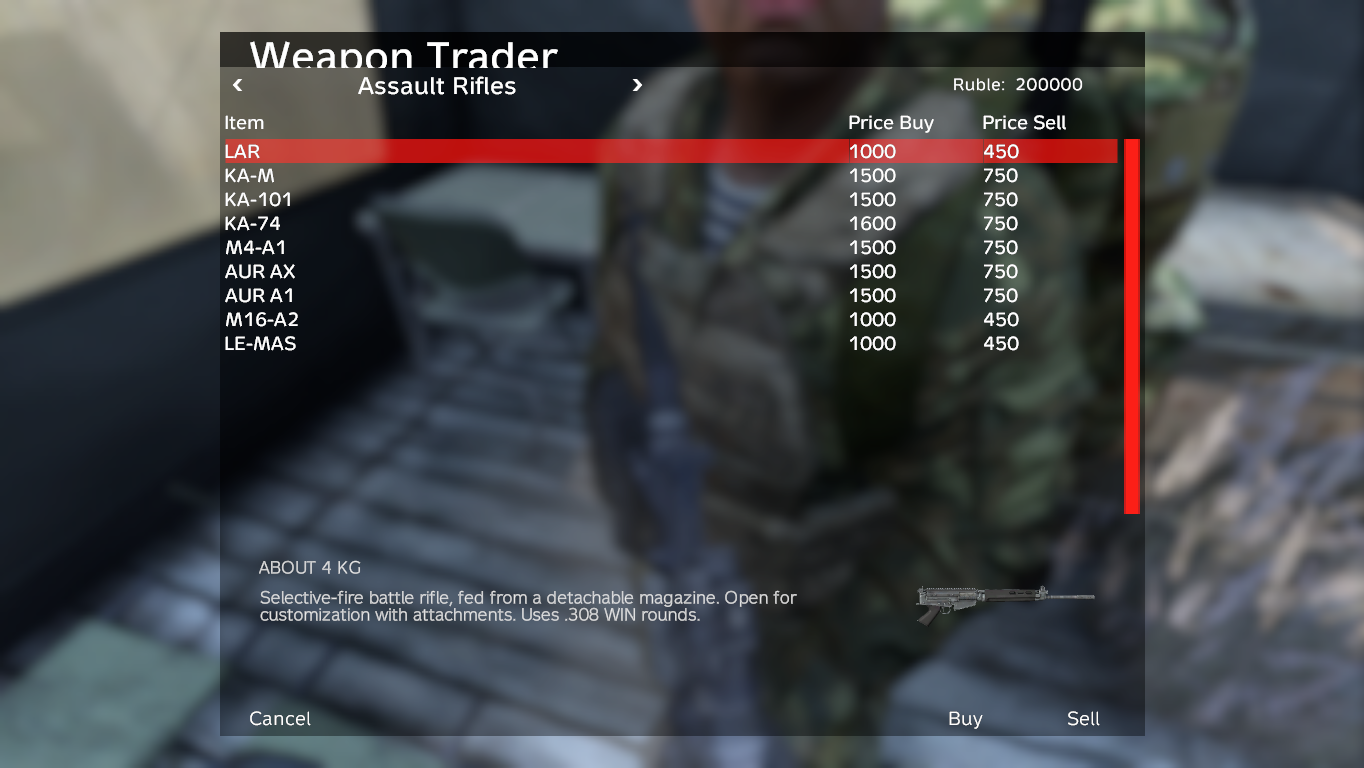 Weapon Trader
‹ Assault Rifles › Ruble: 200000
Item Price Buy Price Sell
LAR 1000 450
KA-M 1500 750
KA-101 1500 750
KA-74 1600 750
M4-A1 1500 750
AUR AX 1500 750
AUR A1 1500 750
M16-A2 1000 450
LE-MAS 1000 450
ABOUT 4 KG
Selective-fire battle rifle, fed from a detachable magazine. Open for
customization with attachments. Uses .308 WIN rounds.
Cancel Buy Sell